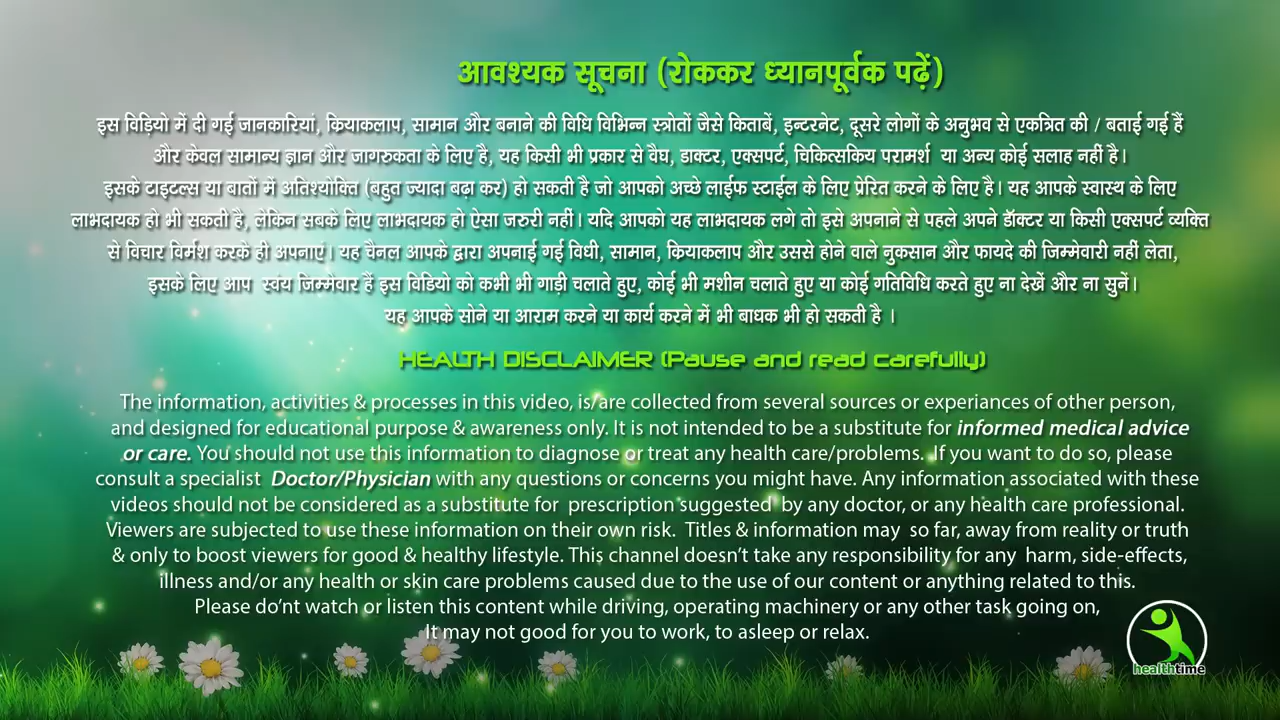 आवश्यक सूचना (रोककर ध्यानपूर्वक पढ़ें)
इस विड़ियो में दी गई जानकारियां, क्रियाकलाप, सामान और बनाने की विधि विभिन्न स्त्रोतों जैसे किताबें, इन्टरनेट, दूसरे लोगों के अनुभव से एकत्रित की / बताई गई हैं
और केवल सामान्य ज्ञान और जागरुकता के लिए है, यह किसी भी प्रकार से वैघ, डाक्टर, एक्सपर्ट, चिकित्सकिय परामर्श या अन्य कोई सलाह नहीं है।
इसके टाइटल्स या बातों में अतिश्योक्ति (बहुत ज्यादा बढ़ा कर) हो सकती है जो आपको अच्छे लाईफ स्टाईल के लिए प्रेरित करने के लिए है। यह आपके स्वास्थ के लिए
लाभदायक हो भी सकती है, लेकिन सबके लिए लाभदायक हो ऐसा जरुरी नहीं। यदि आपको यह लाभदायक लगे तो इसे अपनाने से पहले अपने डॉक्टर या किसी एक्सपर्ट व्यक्ति
से विचार विर्मश करके ही अपनाएं। यह चैनल आपके द्वारा अपनाई गई विधी, सामान, क्रियाकलाप और उससे होने वाले नुकसान और फायदे की जिम्मेवारी नहीं लेता,
इसके लिए आप स्वंय जिम्मेवार हैं इस विडियो को कभी भी गाड़ी चलाते हुए, कोई भी मशीन चलाते हुए या कोई गतिविधि करते हुए ना देखें और ना सुनें।
यह आपके सोने या आराम करने या कार्य करने में भी बाधक भी हो सकती है ।
HEALTH DISCLAIMER (Pause and read carefully)
The information, activities & processes in this video, is/are collected from several sources or experiances of other person,
and designed for educational purpose & awareness only. It is not intended to be a substitute for informed medical advice
or care. You should not use this information to diagnose or treat any health care/problems. If you want to do so, please
consult a specialist Doctor/Physician with any questions or concerns you might have. Any information associated with these
videos should not be considered as a substitute for prescription suggested by any doctor, or any health care professional.
Viewers are subjected to use these information on their own risk. Titles & information may so far, away from reality or truth
& only to boost viewers for good & healthy lifestyle. This channel doesn't take any responsibility for any harm, side-effects,
illness and/or any health or skin care problems caused due to the use of our content or anything related to this.
Please do'nt watch or listen this content while driving, operating machinery or any other task going on,
It may not good for you to work, to asleep or relax.
healthtime